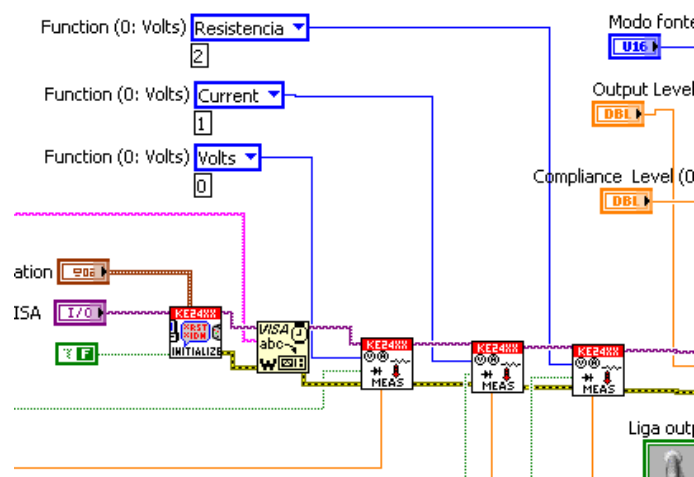 Function (0: Volts) Resistencia
2
Modo fonte
U16
Function (0: Volts) Current
1
Output Level
DBL
Function (0: Volts) Volts
0
Compliance Level (0
DBL
ation
ISA I/O
KE24XX
*RST
*IDN
INITIALIZE
? F
VISA
abc
W
KE24XX
MEAS
KE24XX
MEAS
KE24XX
MEAS
Liga outp